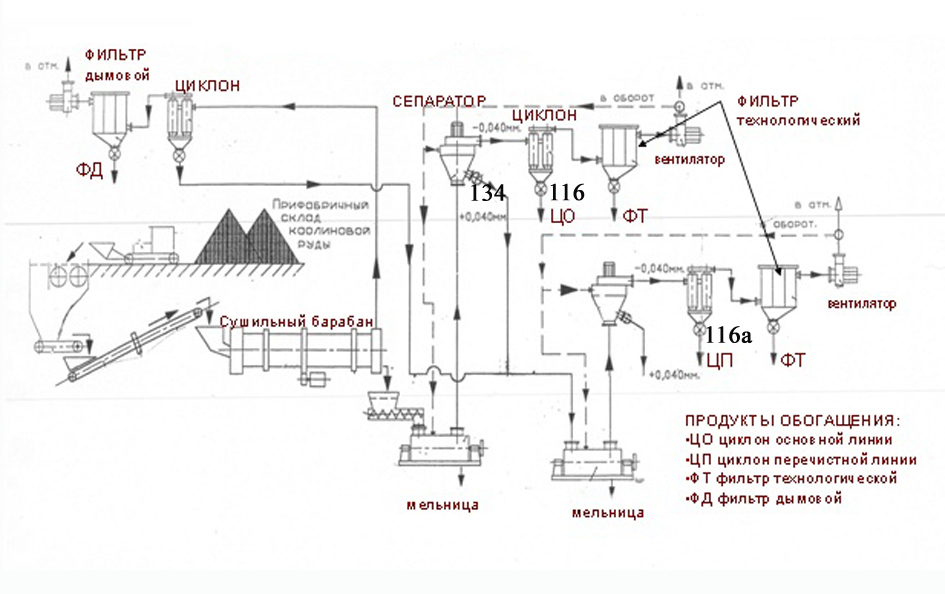 ФИЛЬТР
дымовой
в атм.
ЦИКЛОН
ФД
СЕПАРАТОР
-0,040мм.
ЦИКЛОН
в оборот
в атм.
ФИЛЬТР
технологический
вентилятор
134
116
+0,040мм
ЦО
ФТ
Прифабричный
склад
каолиновой
руды
в атм.
в оборот.
-0,040мм.
вентилятор
Сушильный барабан
116а
ЦП
ФТ
+0,040мм.
мельница
мельница
ПРОДУКТЫ ОБОГАЩЕНИЯ:
•ЦО циклон основной линии
•ЦП циклон перечистной линии
•ФТ фильтр технологической
•ФД фильтр дымовой